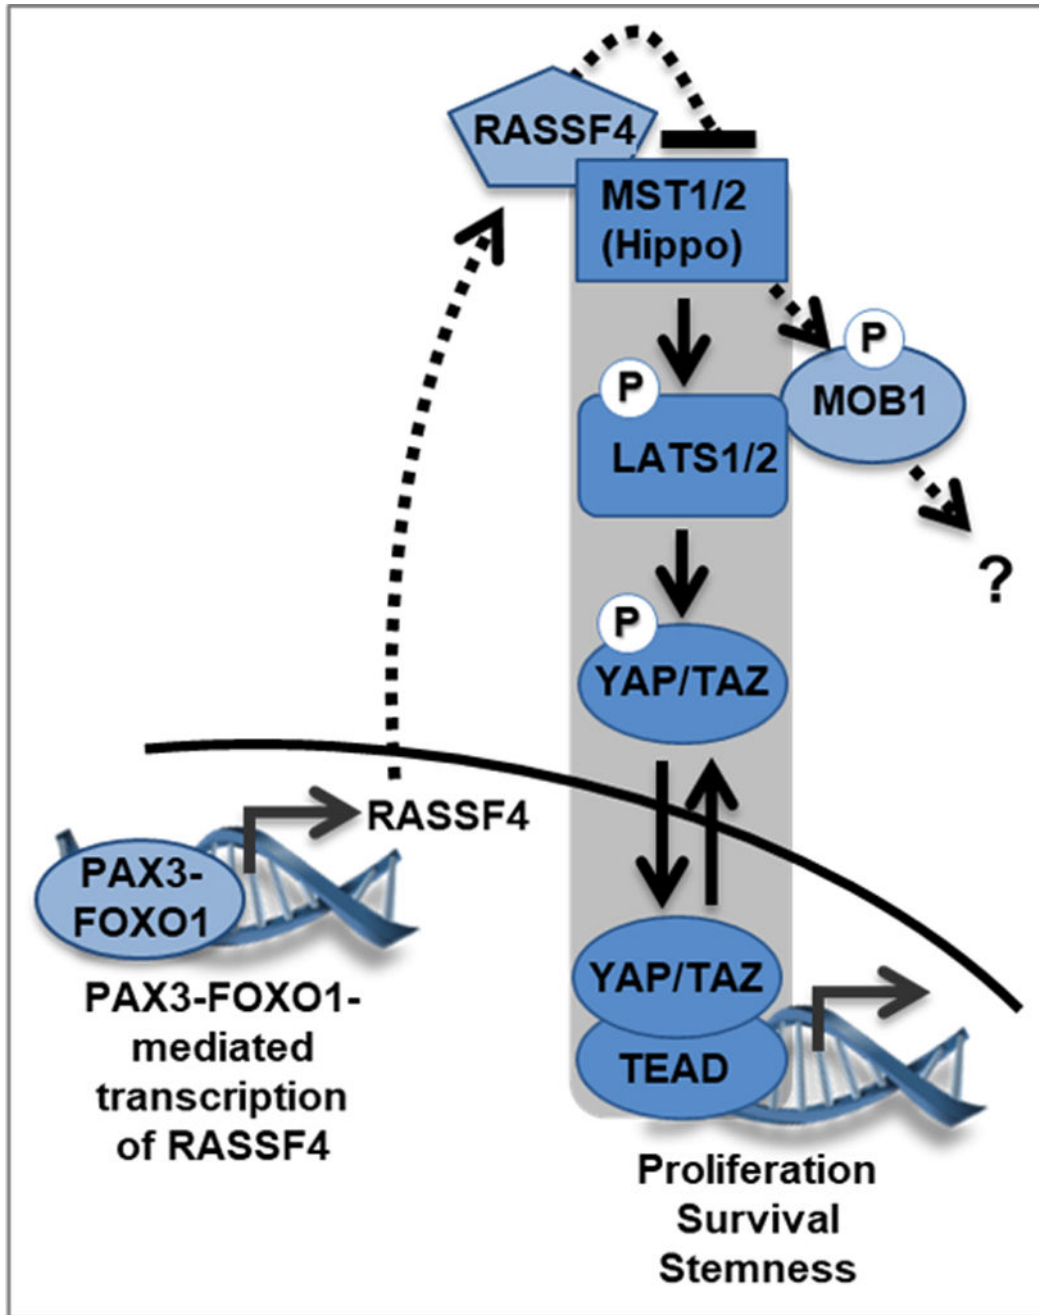 RASSF4
MST1/2
(Hippo)
P
MOB1
P
LATS1/2
?
P
YAP/TAZ
RASSF4
PAX3-
FOXO1
PAX3-FOXO1-
mediated
transcription
of RASSF4
YAP/TAZ
TEAD
Proliferation
Survival
Stemness